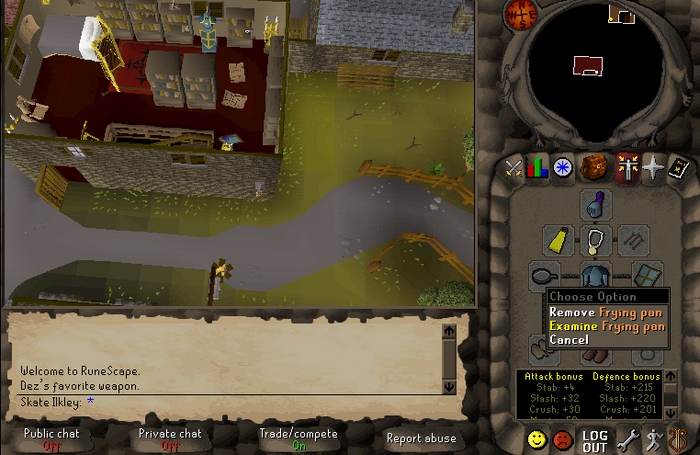 Choose Option
Remove Frying pan
Examine Frying pan
Cancel
Attack bonus
Defence bonus
Stab: +4
Stab: +215
Slash: +32
Slash: +220
Crush: +30
Crush: +201
Welcome to RuneScape.
Dez's favorite weapon.
Skate Ilkley: *
Public chat
Off
Private chat
Off
Trade/compete
On
Report abuse
LOG
OUT